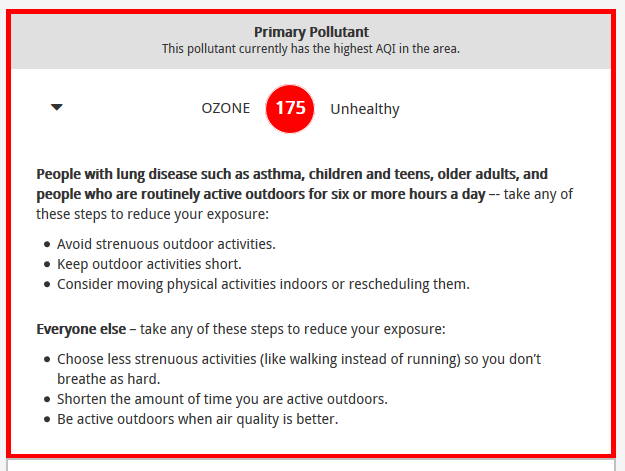 Primary Pollutant
This pollutant currently has the highest AQI in the area.
OZONE 175 Unhealthy
People with lung disease such as asthma, children and teens, older adults, and
people who are routinely active outdoors for six or more hours a day –- take any of
these steps to reduce your exposure:
• Avoid strenuous outdoor activities.
• Keep outdoor activities short.
• Consider moving physical activities indoors or rescheduling them.
Everyone else – take any of these steps to reduce your exposure:
• Choose less strenuous activities (like walking instead of running) so you don’t
breathe as hard.
• Shorten the amount of time you are active outdoors.
• Be active outdoors when air quality is better.